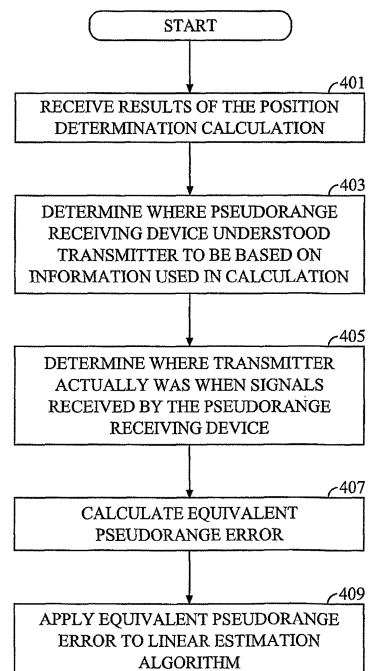 START
401
RECEIVE RESULTS OF THE POSITION
DETERMINATION CALCULATION
403
DETERMINE WHERE PSEUDORANGE
RECEIVING DEVICE UNDERSTOOD
TRANSMITTER TO BE BASED ON
INFORMATION USED IN CALCULATION
405
DETERMINE WHERE TRANSMITTER
ACTUALLY WAS WHEN SIGNALS
RECEIVED BY THE PSEUDORANGE
RECEIVING DEVICE
407
CALCULATE EQUIVALENT
PSEUDORANGE ERROR
409
APPLY EQUIVALENT PSEUDORANGE
ERROR TO LINEAR ESTIMATION
ALGORITHM